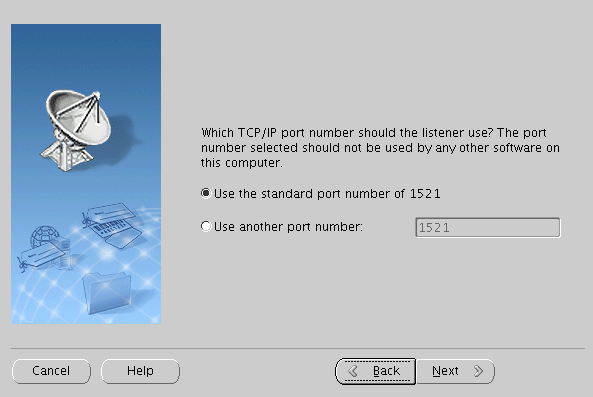 Which TCP/IP port number should the listener use? The port
number selected should not be used by any other software on
this computer.
Use the standard port number of 1521
Use another port number: 1521
Cancel Help Back Next